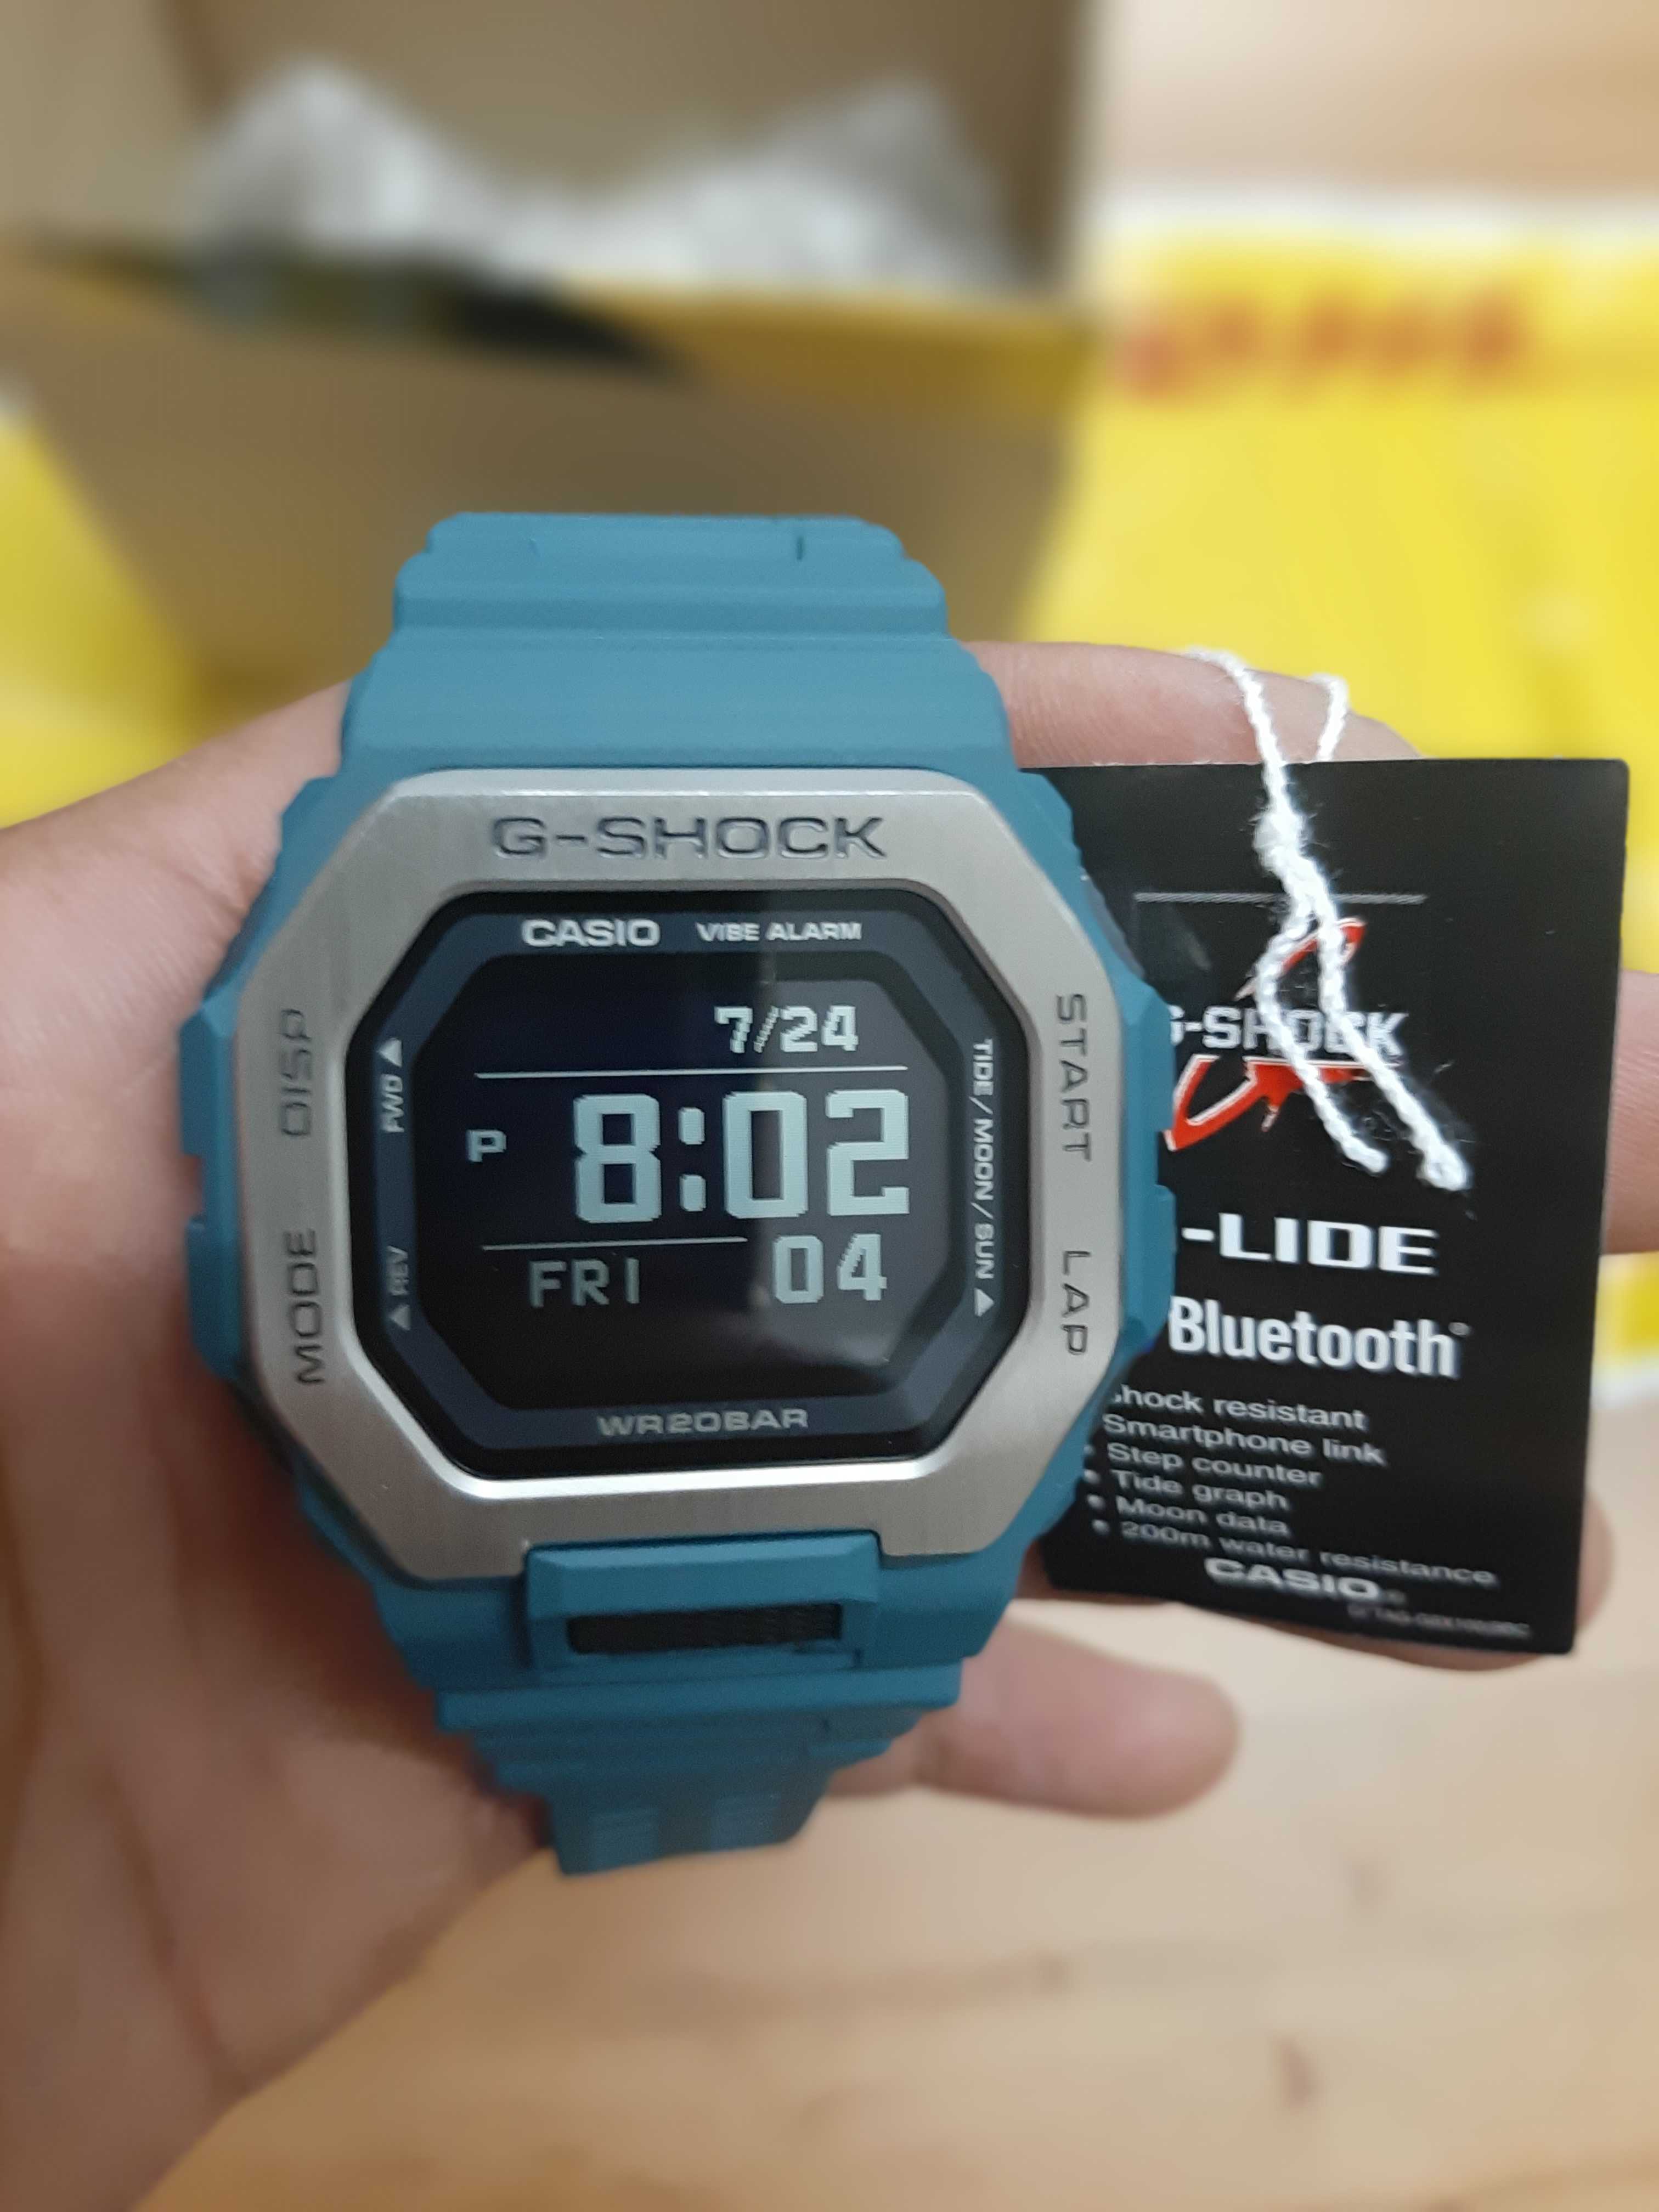 G-SHOCK
CASIO VIBE ALARM
7/24
P 8:02
FRI 04
WR20BAR
DISP
MODE
FWD
REV
START
LAP
TIDE/MOON/SUN
G-SHOCK
-LIDE
Bluetooth
Shock resistant
Smartphone link
• Step counter
• Tide graph
• Moon data
• 200m water resistance
CASIO